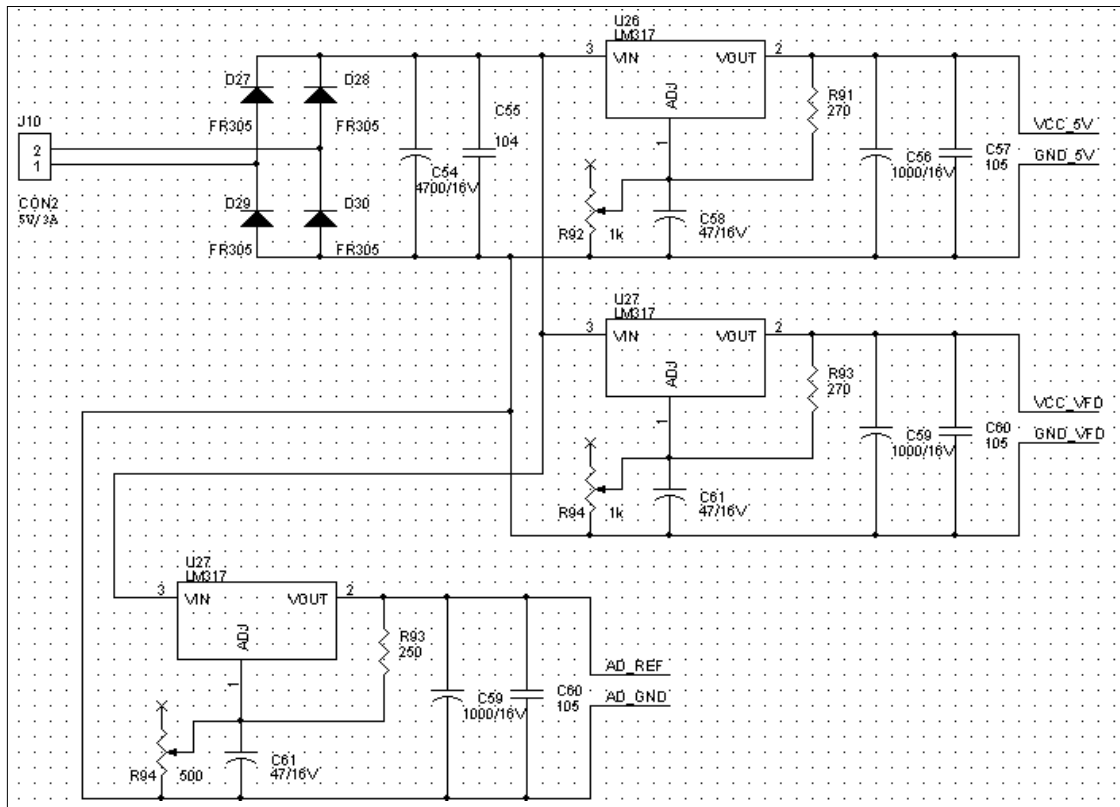 U26
LM317
3
VIN
VOUT
2
ADJ
1
D27
D28
FR305
FR305
C55
104
R91
270
J10
2
1
CON2
5V/3A
C54
4700/16V
VCC_5V
C56
1000/16V
C57
105
GND_5V
D29
D30
FR305
FR305
R92
1k
C58
47/16V
U27
LM317
3
VIN
VOUT
2
ADJ
1
R93
270
VCC_VFD
C59
1000/16V
C60
105
GND_VFD
R94
1k
C61
47/16V
U27
LM317
3
VIN
VOUT
2
ADJ
1
R93
250
AD_REF
C59
1000/16V
C60
105
AD_GND
R94
500
C61
47/16V